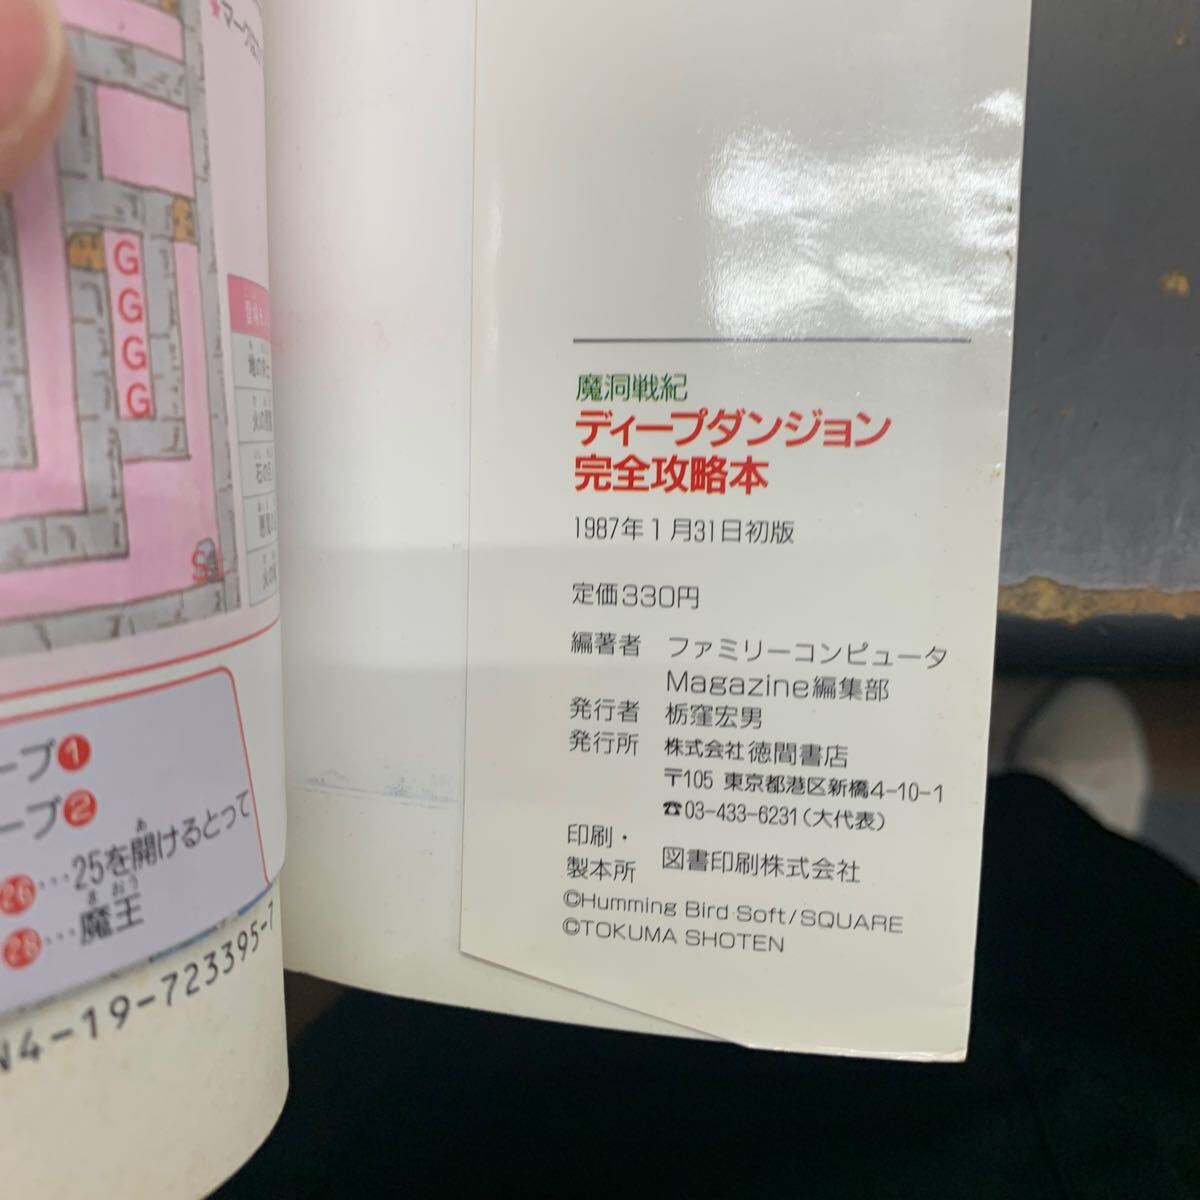 G
G
G
G
S
ープ❶
ープ❷
㉖…25を開けるとって
㉘…魔王
N4-19-723395-7
魔洞戦紀
ディープダンジョン
完全攻略本
1987年1月31日初版
定価330円
編著者 ファミリーコンピュータ
Magazine編集部
発行者 栃窪宏男
発行所 株式会社徳間書店
〒105 東京都港区新橋4-10-1
☎03-433-6231(大代表)
印刷・
製本所 図書印刷株式会社
©Humming Bird Soft/SQUARE
©TOKUMA SHOTEN